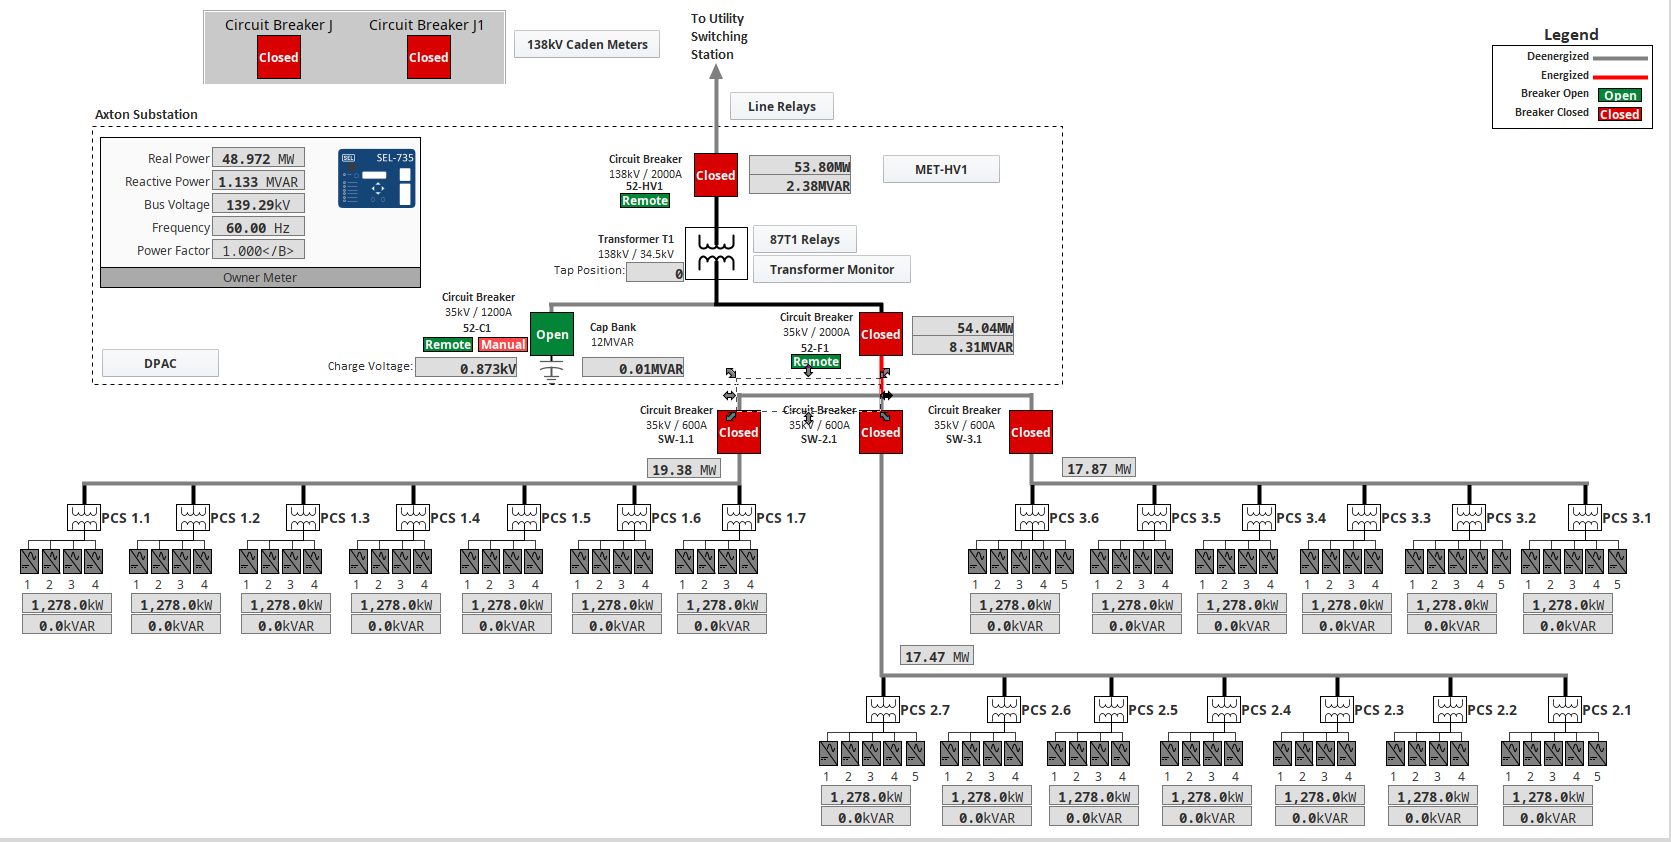 Circuit Breaker J
Circuit Breaker J1
Closed
Closed
138kV Caden Meters
To Utility
Switching
Station
Legend
Deenergized
Energized
Breaker Open
Open
Breaker Closed
Closed
Line Relays
Axton Substation
Real Power
48.972 MW
Reactive Power
1.133 MVAR
Bus Voltage
139.29kV
Frequency
60.00 Hz
Power Factor
1.000</B>
Owner Meter
SEL
SEL-735
Circuit Breaker
138kV / 2000A
52-HV1
Remote
Closed
53.80MW
2.38MVAR
MET-HV1
Transformer T1
138kV / 34.5kV
Tap Position:
0
87T1 Relays
Transformer Monitor
Circuit Breaker
35kV / 1200A
52-C1
Remote
Manual
Open
Cap Bank
12MVAR
Charge Voltage:
0.873kV
0.01MVAR
DPAC
Circuit Breaker
35kV / 2000A
52-F1
Remote
Closed
54.04MW
8.31MVAR
Circuit Breaker
35kV / 600A
SW-1.1
Closed
Circuit Breaker
35kV / 600A
SW-2.1
Closed
Circuit Breaker
35kV / 600A
SW-3.1
Closed
19.38 MW
17.87 MW
PCS 1.1
PCS 1.2
PCS 1.3
PCS 1.4
PCS 1.5
PCS 1.6
PCS 1.7
PCS 3.6
PCS 3.5
PCS 3.4
PCS 3.3
PCS 3.2
PCS 3.1
1 2 3 4
1 2 3 4
1 2 3 4
1 2 3 4
1 2 3 4
1 2 3 4
1 2 3 4
1 2 3 4 5
1 2 3 4
1 2 3 4
1 2 3 4
1 2 3 4 5
1 2 3 4 5
1,278.0kW
1,278.0kW
1,278.0kW
1,278.0kW
1,278.0kW
1,278.0kW
1,278.0kW
1,278.0kW
1,278.0kW
1,278.0kW
1,278.0kW
1,278.0kW
1,278.0kW
0.0kVAR
0.0kVAR
0.0kVAR
0.0kVAR
0.0kVAR
0.0kVAR
0.0kVAR
0.0kVAR
0.0kVAR
0.0kVAR
0.0kVAR
0.0kVAR
0.0kVAR
17.47 MW
PCS 2.7
PCS 2.6
PCS 2.5
PCS 2.4
PCS 2.3
PCS 2.2
PCS 2.1
1 2 3 4 5
1 2 3 4
1 2 3 4
1 2 3 4
1 2 3 4
1 2 3 4
1 2 3 4 5
1,278.0kW
1,278.0kW
1,278.0kW
1,278.0kW
1,278.0kW
1,278.0kW
1,278.0kW
0.0kVAR
0.0kVAR
0.0kVAR
0.0kVAR
0.0kVAR
0.0kVAR
0.0kVAR